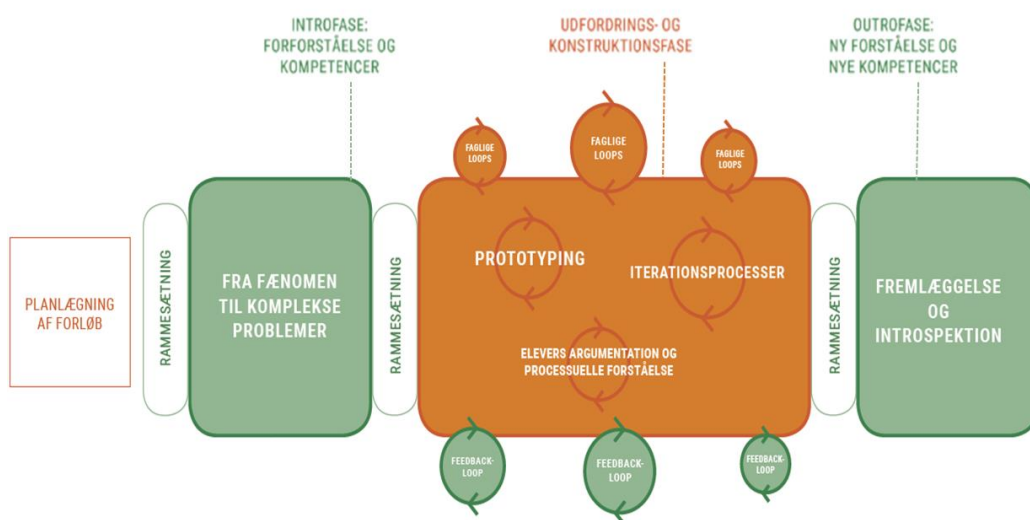 INTROFASE:
FORFORSTÅELSE OG
KOMPETENCER
UDFORDRINGS- OG
KONSTRUKTIONSFASE
OUTROFASE:
NY FORSTÅELSE OG
NYE KOMPETENCER
FAGLIGE
LOOPS
FAGLIGE
LOOPS
FAGLIGE
LOOPS
PLANLÆGNING
AF FORLØB
RAMMESÆTNING
FRA FÆNOMEN
TIL KOMPLEKSE
PROBLEMER
RAMMESÆTNING
PROTOTYPING
ITERATIONSPROCESSER
ELEVERS ARGUMENTATION OG
PROCESSUELLE FORSTÅELSE
RAMMESÆTNING
FREMLÆGGELSE
OG
INTROSPEKTION
FEEDBACK-
LOOP
FEEDBACK-
LOOP
FEEDBACK-
LOOP